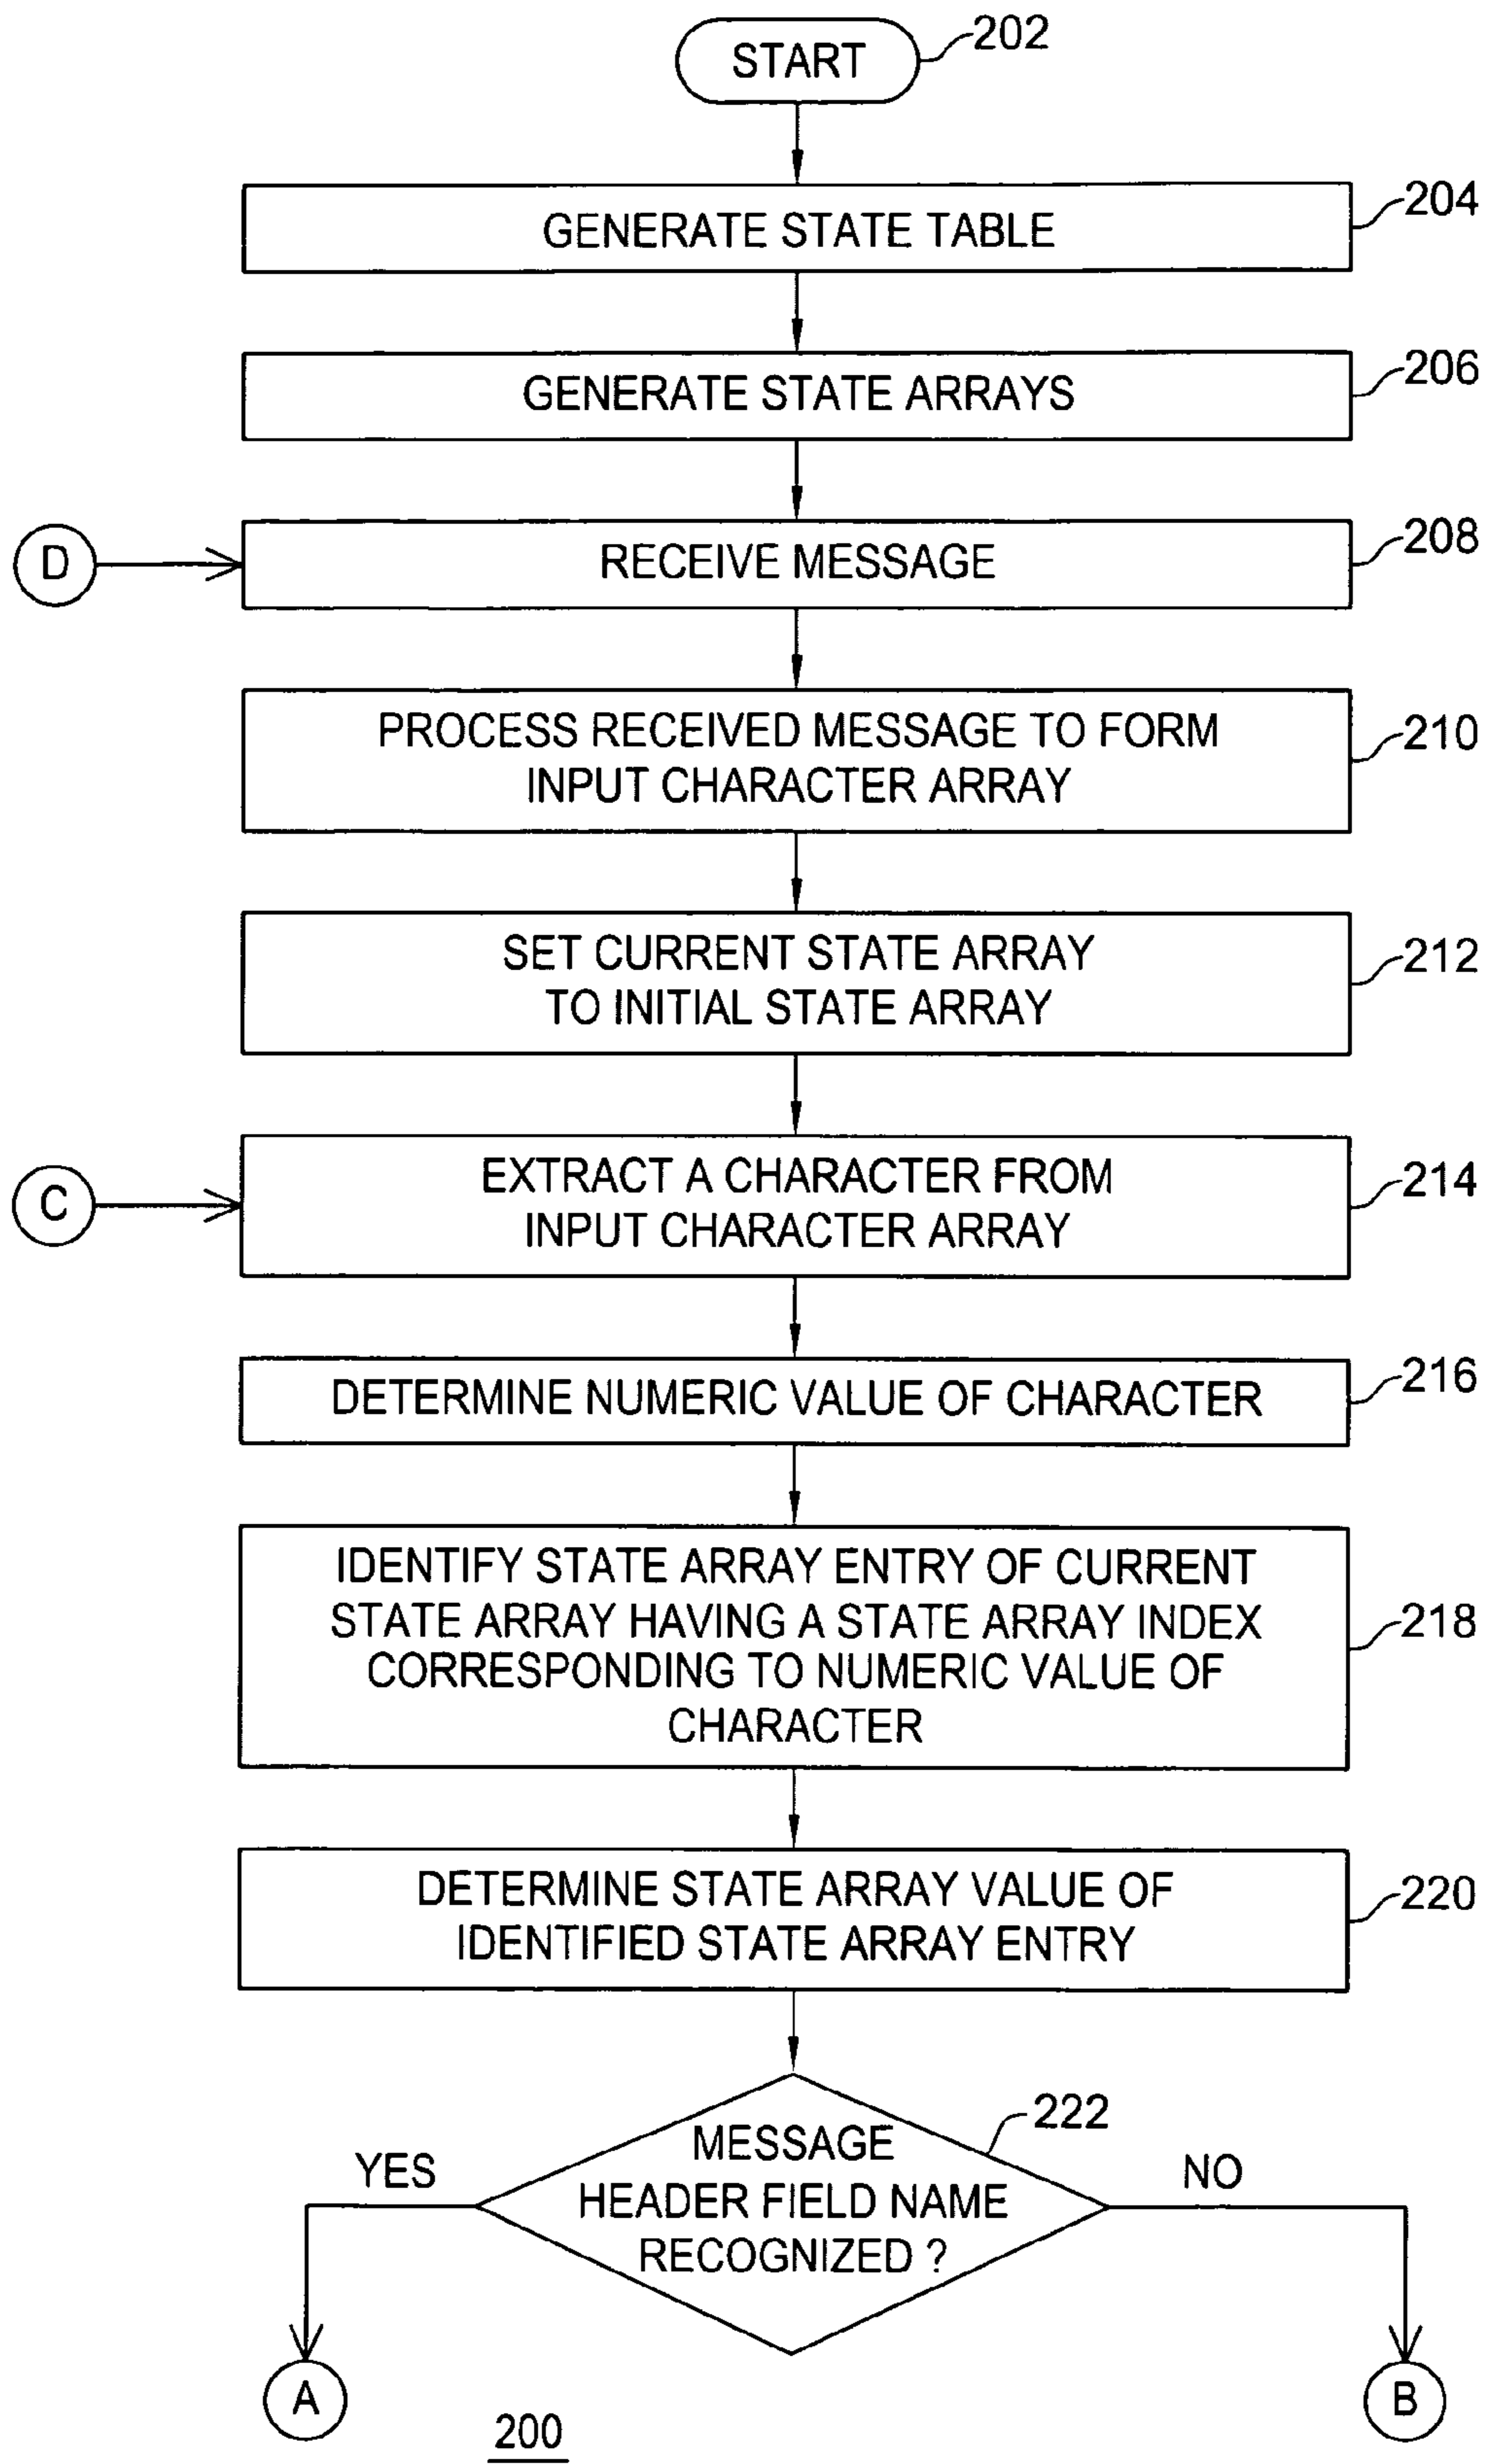 START
202
GENERATE STATE TABLE
204
GENERATE STATE ARRAYS
206
D
RECEIVE MESSAGE
208
PROCESS RECEIVED MESSAGE TO FORM
INPUT CHARACTER ARRAY
210
SET CURRENT STATE ARRAY
TO INITIAL STATE ARRAY
212
C
EXTRACT A CHARACTER FROM
INPUT CHARACTER ARRAY
214
DETERMINE NUMERIC VALUE OF CHARACTER
216
IDENTIFY STATE ARRAY ENTRY OF CURRENT
STATE ARRAY HAVING A STATE ARRAY INDEX
CORRESPONDING TO NUMERIC VALUE OF
CHARACTER
218
DETERMINE STATE ARRAY VALUE OF
IDENTIFIED STATE ARRAY ENTRY
220
MESSAGE
HEADER FIELD NAME
RECOGNIZED ?
222
YES
NO
A
B
200